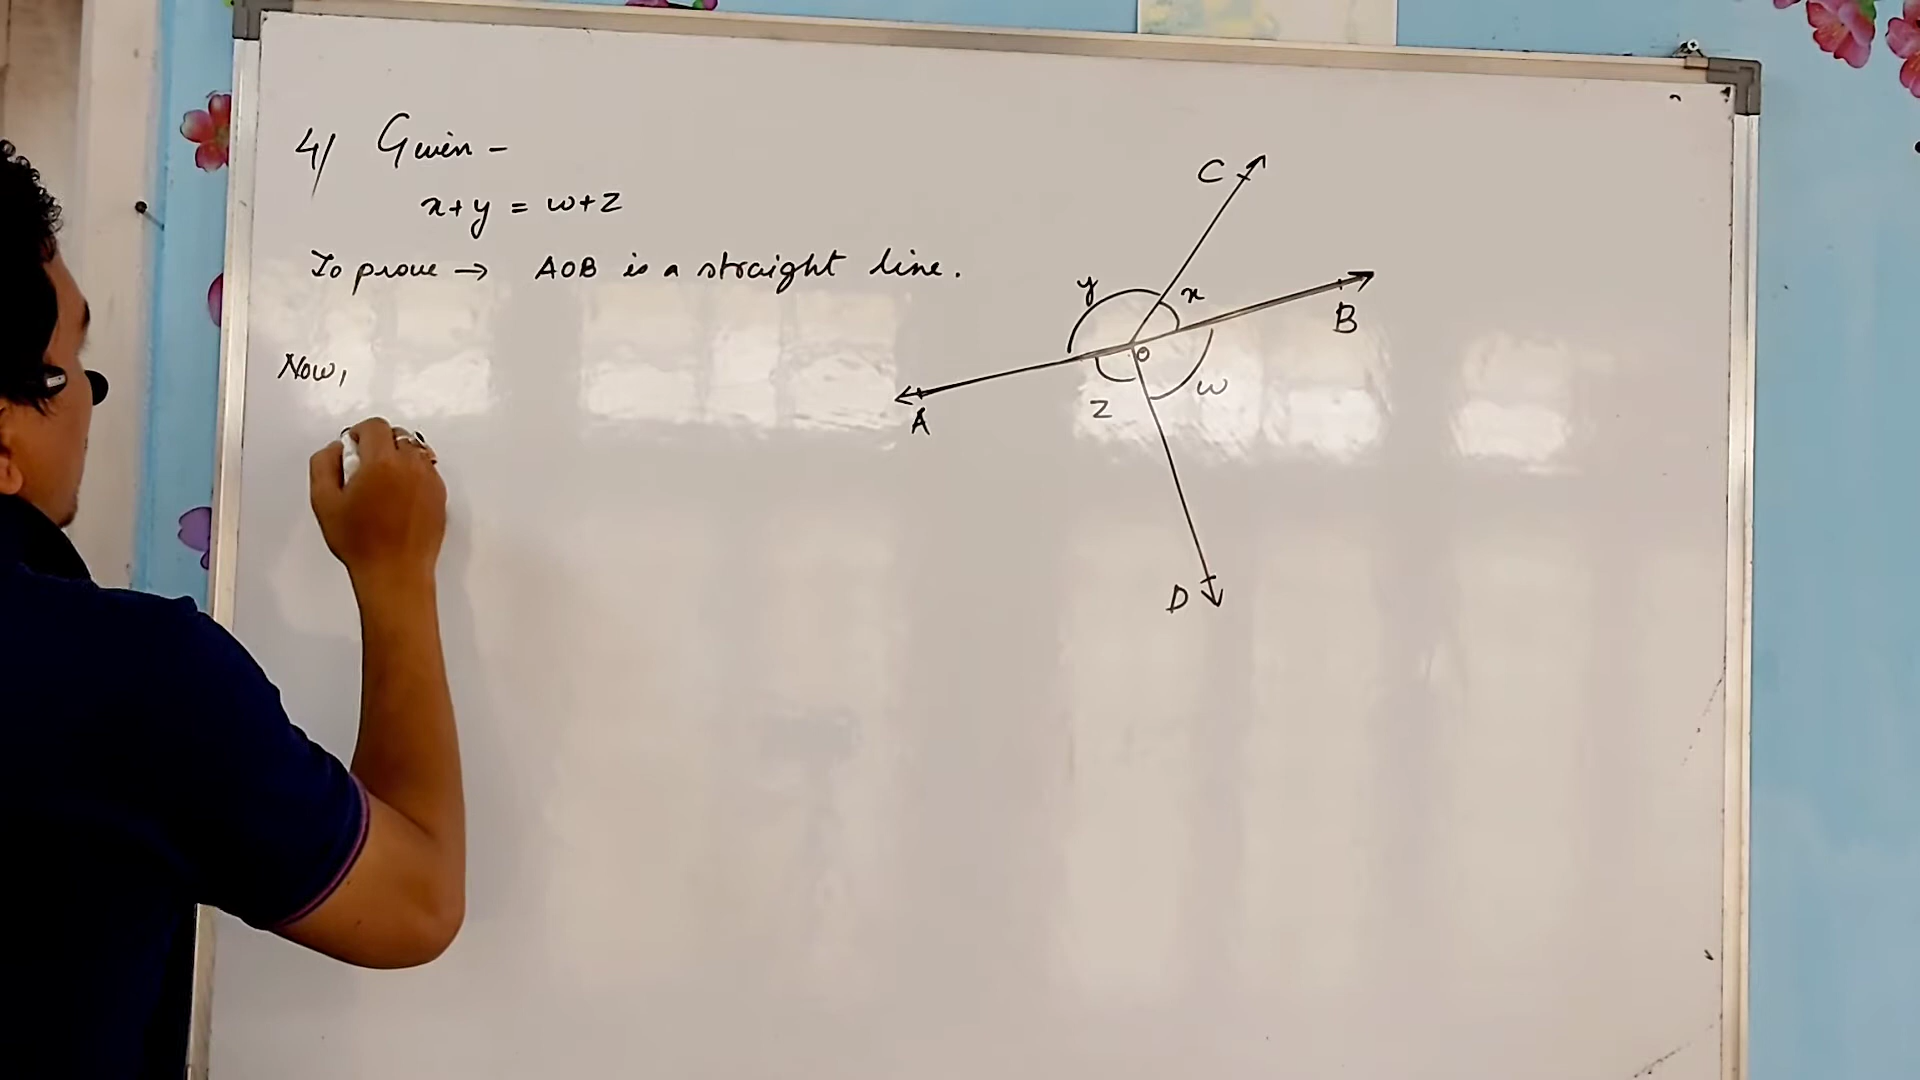 4/ Given -
x+y = w+z
To prove → AOB is a straight line.
Now,
C
y
x
B
O
A
z
w
D